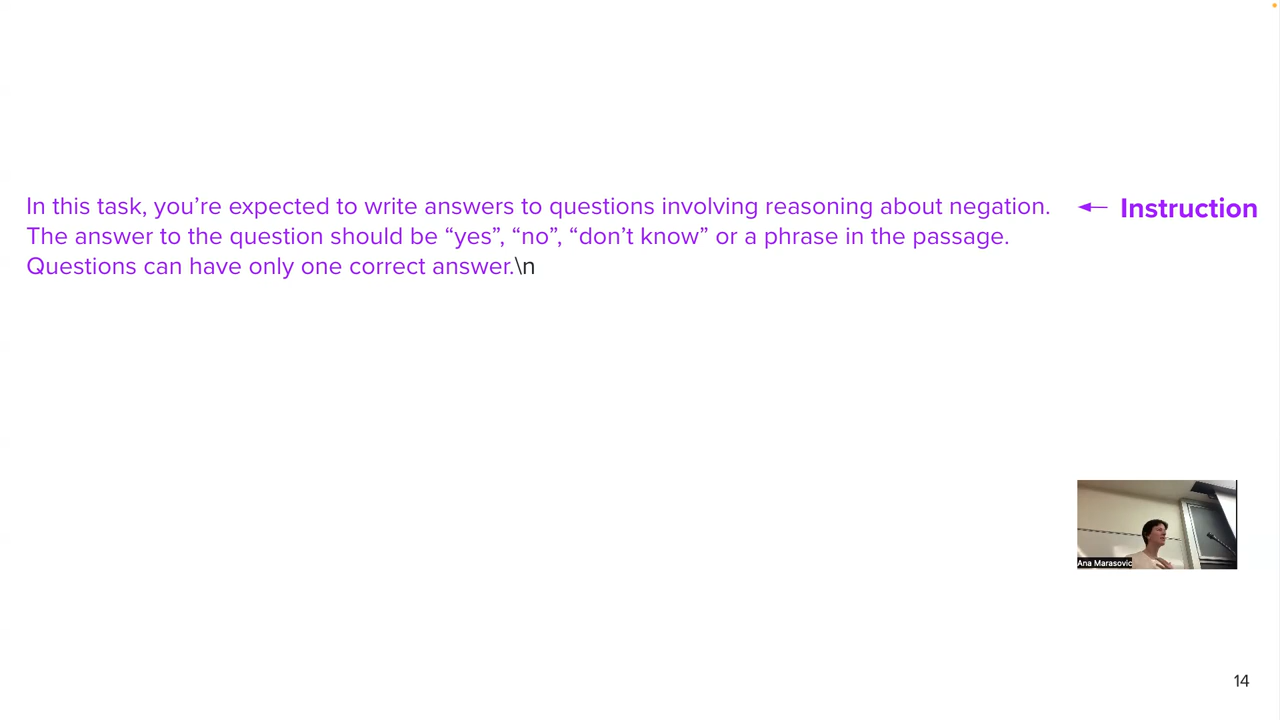 In this task, you’re expected to write answers to questions involving reasoning about negation.
Instruction
The answer to the question should be “yes”, “no”, “don’t know” or a phrase in the passage.
Questions can have only one correct answer.\n
Ana Marasovic
14